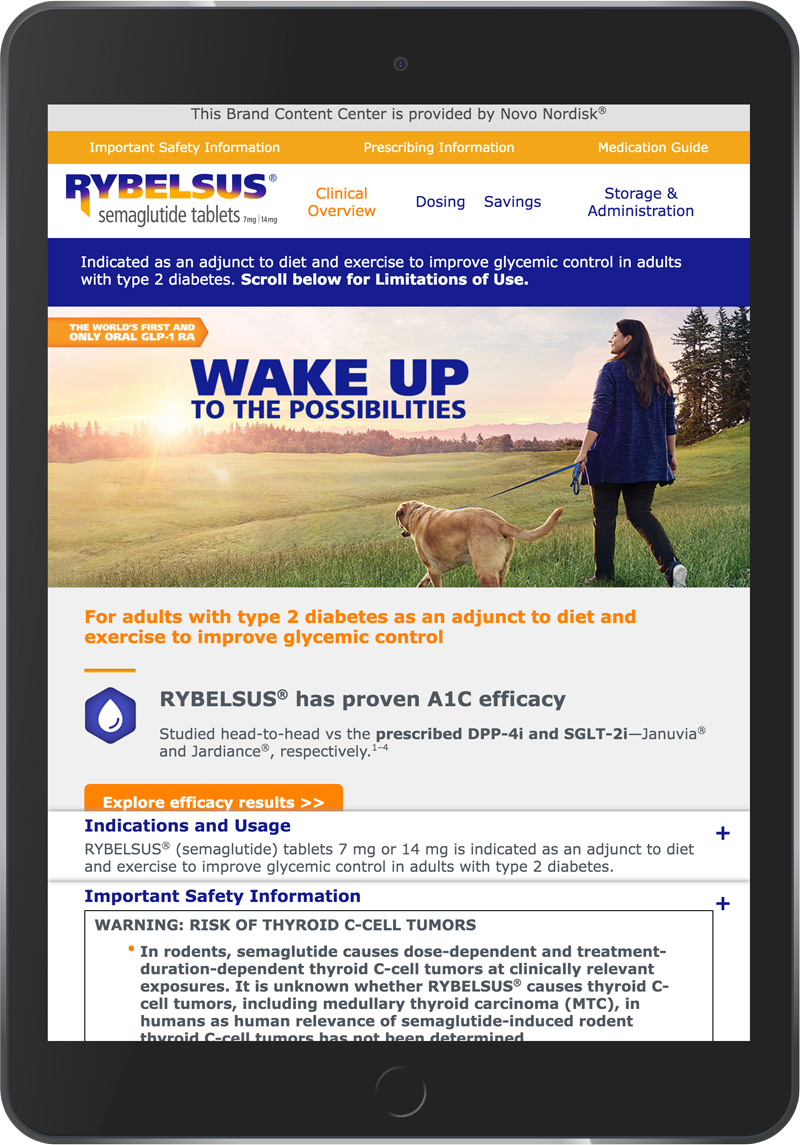 This Brand Content Center is provided by Novo Nordisk®
Important Safety Information Prescribing Information Medication Guide
RYBELSUS®
semaglutide tablets 7mg | 14mg
Clinical
Overview
Dosing
Savings
Storage &
Administration
Indicated as an adjunct to diet and exercise to improve glycemic control in adults
with type 2 diabetes. Scroll below for Limitations of Use.
THE WORLD'S FIRST AND
ONLY ORAL GLP-1 RA
WAKE UP
TO THE POSSIBILITIES
For adults with type 2 diabetes as an adjunct to diet and
exercise to improve glycemic control
RYBELSUS® has proven A1C efficacy
Studied head-to-head vs the prescribed DPP-4i and SGLT-2i—Januvia®
and Jardiance®, respectively.1–4
Explore efficacy results >>
Indications and Usage
+
RYBELSUS® (semaglutide) tablets 7 mg or 14 mg is indicated as an adjunct to diet
and exercise to improve glycemic control in adults with type 2 diabetes.
Important Safety Information
+
WARNING: RISK OF THYROID C-CELL TUMORS
• In rodents, semaglutide causes dose-dependent and treatment-
duration-dependent thyroid C-cell tumors at clinically relevant
exposures. It is unknown whether RYBELSUS® causes thyroid C-
cell tumors, including medullary thyroid carcinoma (MTC), in
humans as human relevance of semaglutide-induced rodent
thyroid C-cell tumors has not been determined